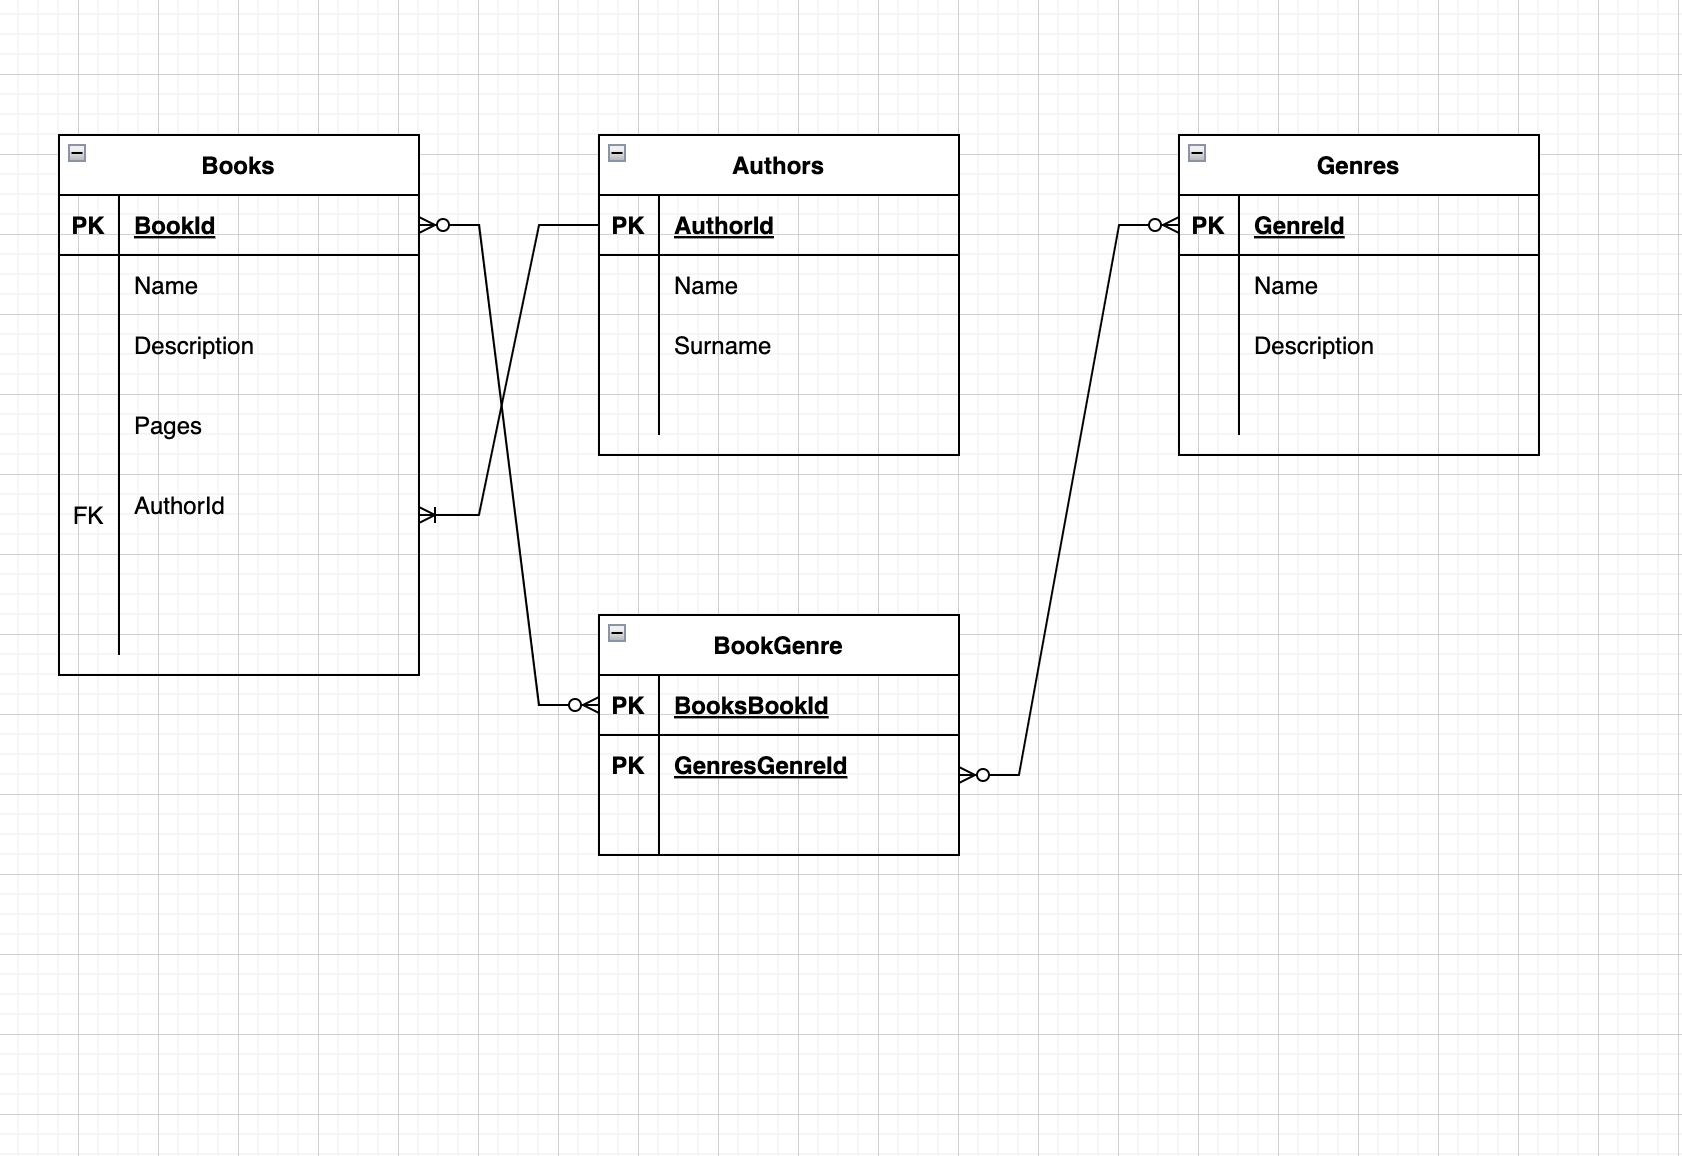 Books
PK BookId
Name
Description
Pages
FK AuthorId
Authors
PK AuthorId
Name
Surname
Genres
PK GenreId
Name
Description
BookGenre
PK BooksBookId
PK GenresGenreId